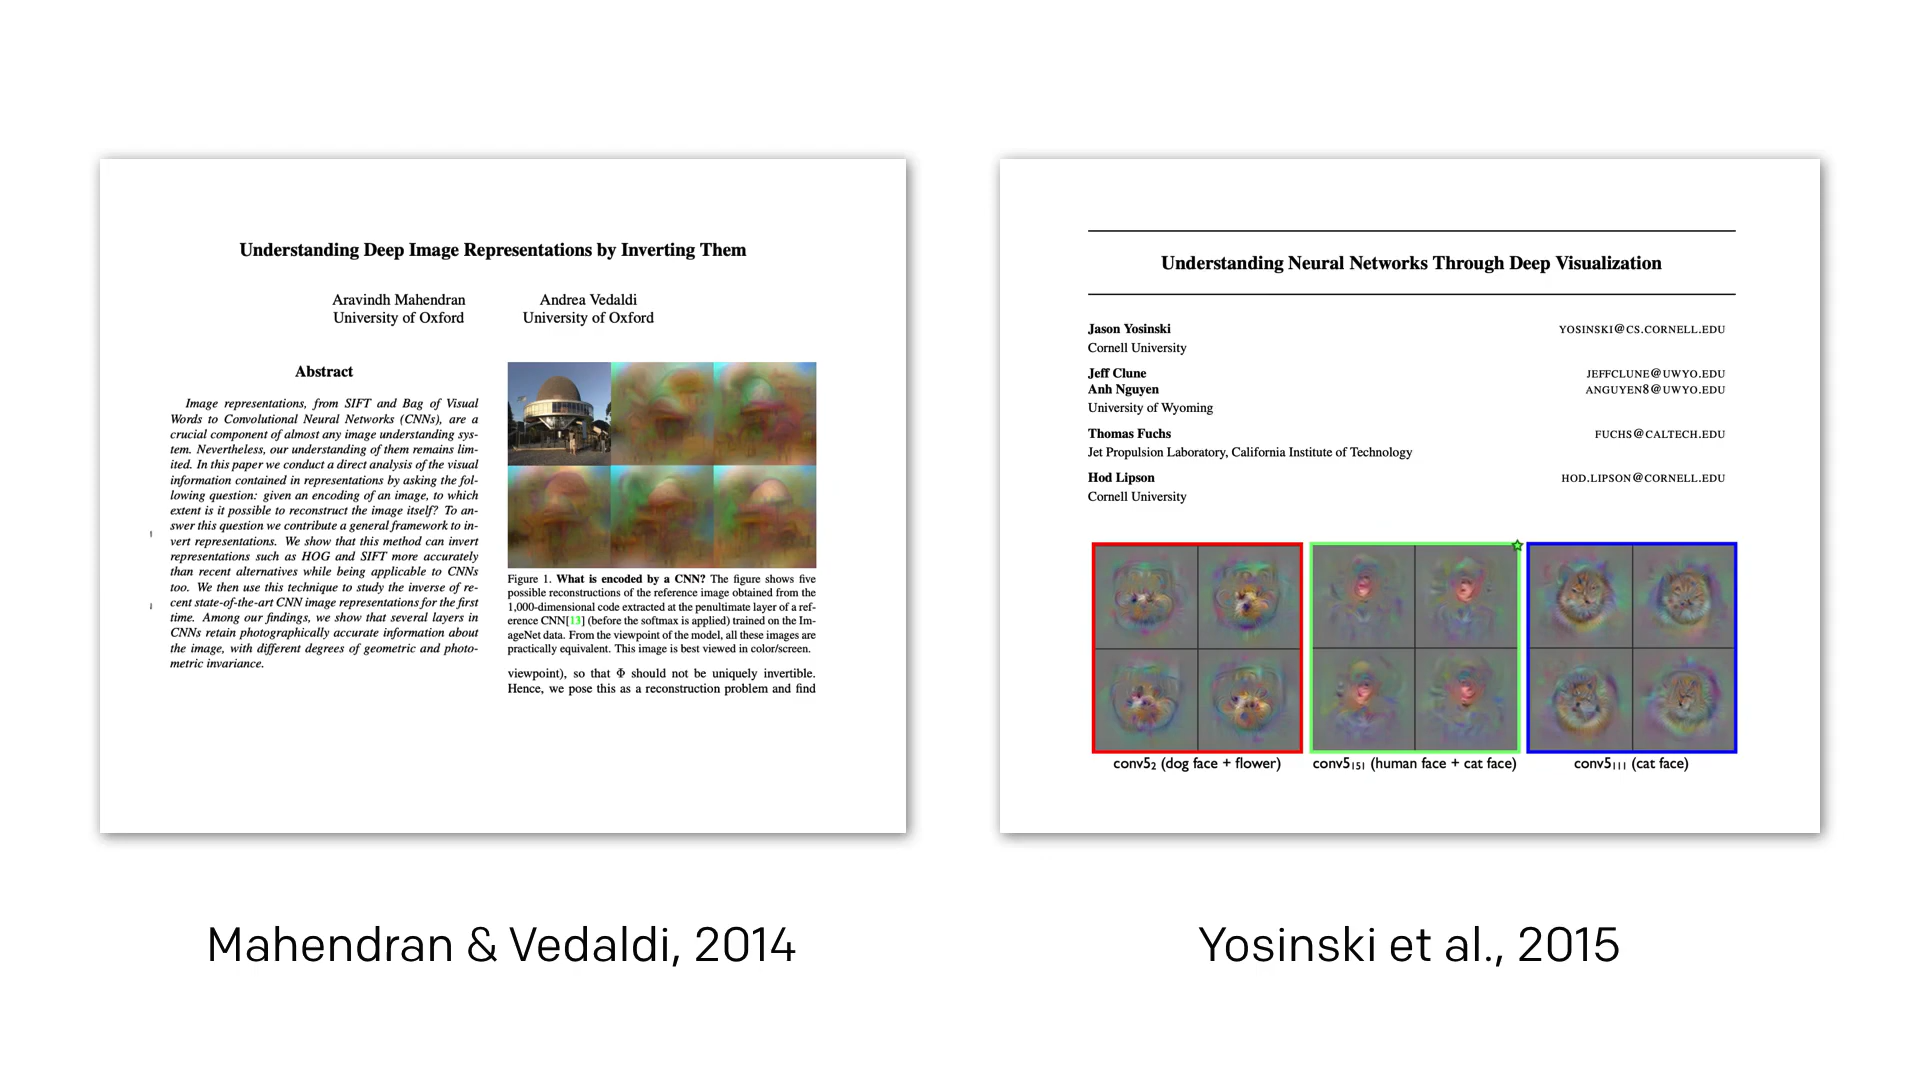 Understanding Deep Image Representations by Inverting Them
Aravindh Mahendran
University of Oxford
Andrea Vedaldi
University of Oxford
Abstract
Image representations, from SIFT and Bag of Visual
Words to Convolutional Neural Networks (CNNs), are a
crucial component of almost any image understanding sys-
tem. Nevertheless, our understanding of them remains lim-
ited. In this paper we conduct a direct analysis of the visual
information contained in representations by asking the fol-
lowing question: given an encoding of an image, to which
extent is it possible to reconstruct the image itself? To an-
swer this question we contribute a general framework to in-
vert representations. We show that this method can invert
representations such as HOG and SIFT more accurately
than recent alternatives while being applicable to CNNs
too. We then use this technique to study the inverse of re-
cent state-of-the-art CNN image representations for the first
time. Among our findings, we show that several layers in
CNNs retain photographically accurate information about
the image, with different degrees of geometric and photo-
metric invariance.
Figure 1. What is encoded by a CNN? The figure shows five
possible reconstructions of the reference image obtained from the
1,000-dimensional code extracted at the penultimate layer of a ref-
erence CNN[13] (before the softmax is applied) trained on the Im-
ageNet data. From the viewpoint of the model, all these images are
practically equivalent. This image is best viewed in color/screen.
viewpoint), so that Φ should not be uniquely invertible.
Hence, we pose this as a reconstruction problem and find
Mahendran & Vedaldi, 2014
Understanding Neural Networks Through Deep Visualization
Jason Yosinski YOSINSKI@CS.CORNELL.EDU
Cornell University
Jeff Clune JEFFCLUNE@UWYO.EDU
Anh Nguyen ANGUYEN8@UWYO.EDU
University of Wyoming
Thomas Fuchs FUCHS@CALTECH.EDU
Jet Propulsion Laboratory, California Institute of Technology
Hod Lipson HOD.LIPSON@CORNELL.EDU
Cornell University
conv5₂ (dog face + flower)
conv5₁₅₁ (human face + cat face)
conv5₁₁₁ (cat face)
Yosinski et al., 2015